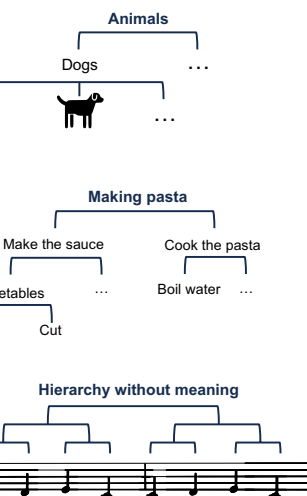 Animals
Dogs ...
...
Making pasta
Make the sauce Cook the pasta
... Boil water ...
Cut
Hierarchy without meaning